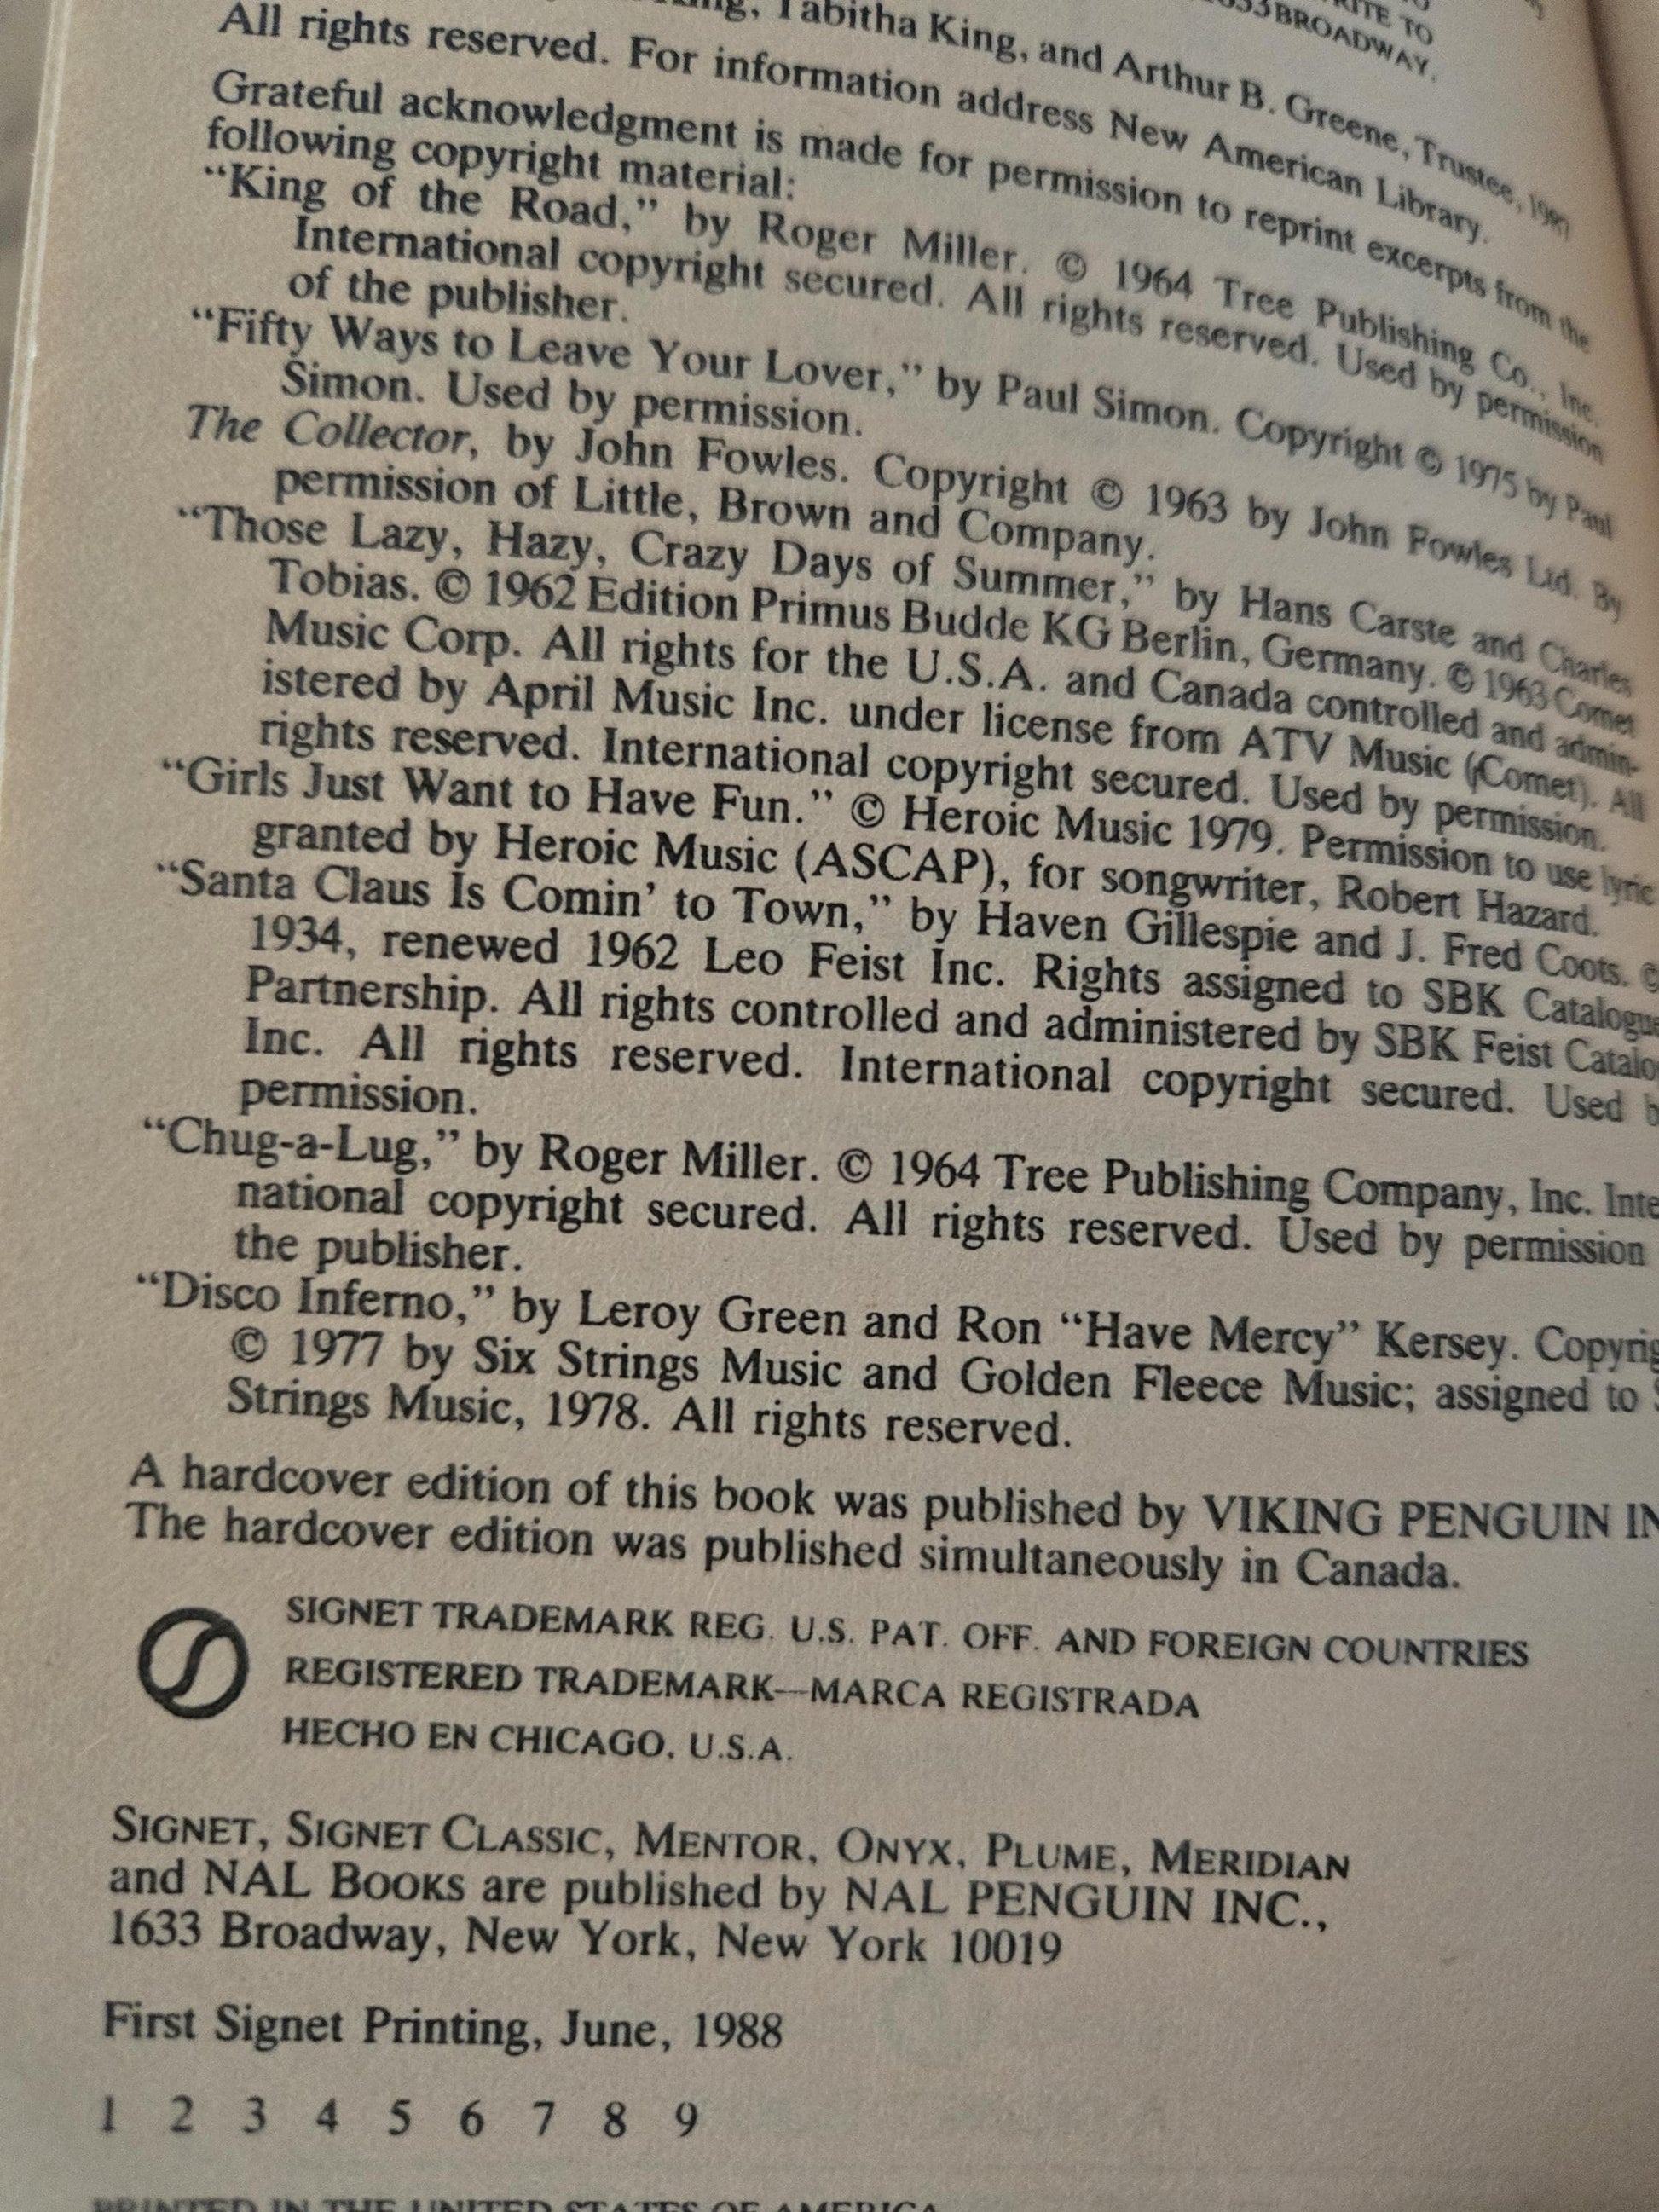 RITE TO
BROADWAY.
Tabitha King, and Arthur B. Greene, Trustee, 1987
All rights reserved. For information address New American Library.
Grateful acknowledgment is made for permission to reprint excerpts from the
following copyright material:
“King of the Road,” by Roger Miller. © 1964 Tree Publishing Co., Inc.
International copyright secured. All rights reserved. Used by permission
of the publisher.
“Fifty Ways to Leave Your Lover,” by Paul Simon. Copyright © 1975 by Paul
Simon. Used by permission.
The Collector, by John Fowles. Copyright © 1963 by John Fowles Ltd. By
permission of Little, Brown and Company.
“Those Lazy, Hazy, Crazy Days of Summer,” by Hans Carste and Charles
Tobias. © 1962 Edition Primus Budde KG Berlin, Germany. © 1963 Comet
Music Corp. All rights for the U.S.A. and Canada controlled and admin-
istered by April Music Inc. under license from ATV Music (Comet). All
rights reserved. International copyright secured. Used by permission.
“Girls Just Want to Have Fun.” © Heroic Music 1979. Permission to use lyric
granted by Heroic Music (ASCAP), for songwriter, Robert Hazard.
“Santa Claus Is Comin’ to Town,” by Haven Gillespie and J. Fred Coots. ©
1934, renewed 1962 Leo Feist Inc. Rights assigned to SBK Catalogue
Partnership. All rights controlled and administered by SBK Feist Catalo
Inc. All rights reserved. International copyright secured. Used b
permission.
“Chug-a-Lug,” by Roger Miller. © 1964 Tree Publishing Company, Inc. Inte
national copyright secured. All rights reserved. Used by permission
the publisher.
“Disco Inferno,” by Leroy Green and Ron “Have Mercy” Kersey. Copyrig
© 1977 by Six Strings Music and Golden Fleece Music; assigned to S
Strings Music, 1978. All rights reserved.
A hardcover edition of this book was published by VIKING PENGUIN IN
The hardcover edition was published simultaneously in Canada.
SIGNET TRADEMARK REG. U.S. PAT. OFF. AND FOREIGN COUNTRIES
REGISTERED TRADEMARK—MARCA REGISTRADA
HECHO EN CHICAGO, U.S.A.
SIGNET, SIGNET CLASSIC, MENTOR, ONYX, PLUME, MERIDIAN
and NAL BOOKS are published by NAL PENGUIN INC.,
1633 Broadway, New York, New York 10019
First Signet Printing, June, 1988
1 2 3 4 5 6 7 8 9
PRINTED IN THE UNITED STATES OF AMERICA